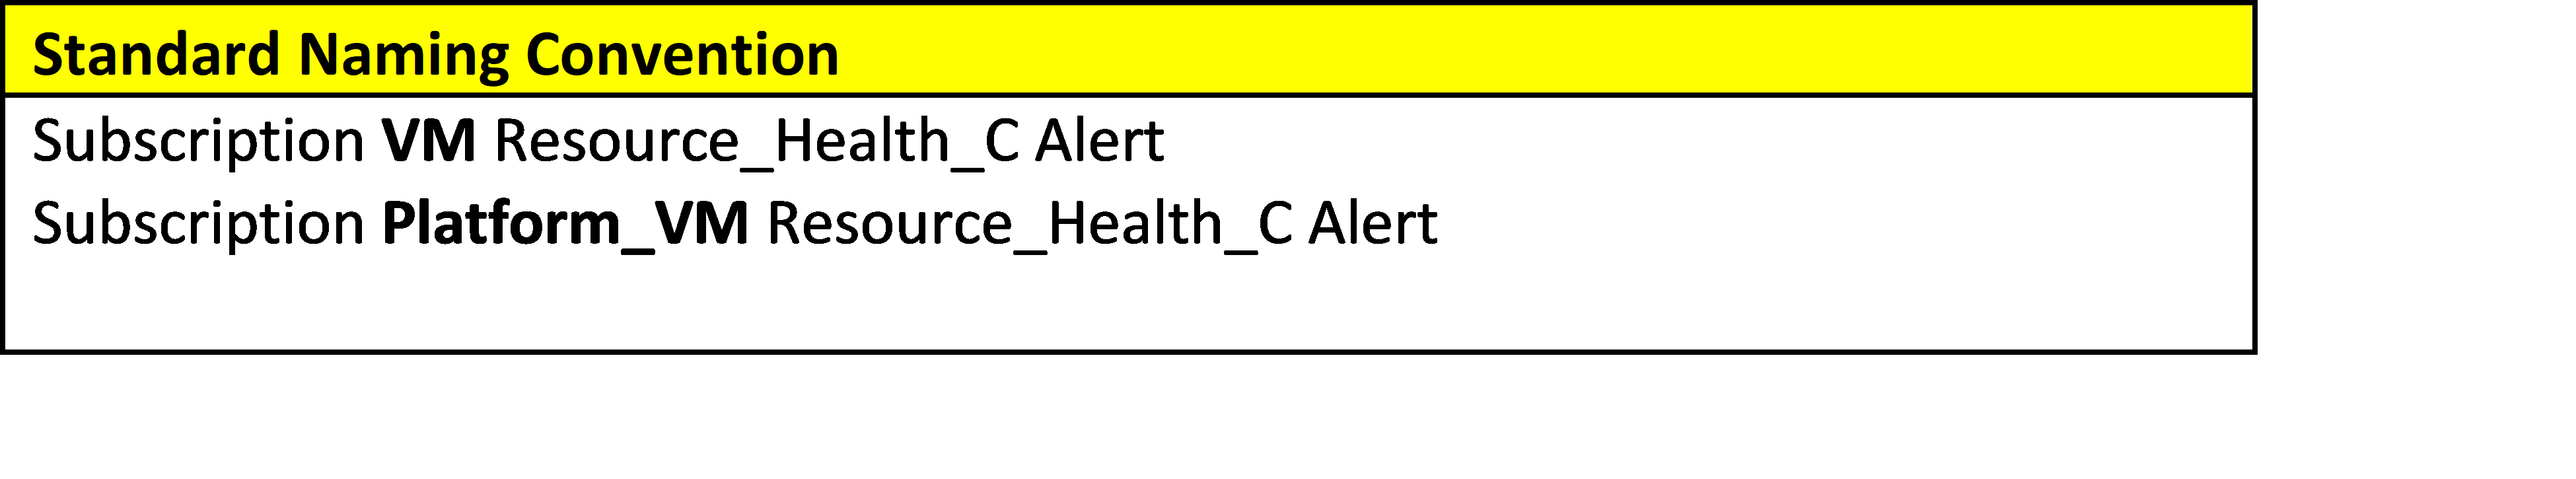 Standard Naming Convention
Subscription VM Resource_Health_C Alert
Subscription Platform_VM Resource_Health_C Alert